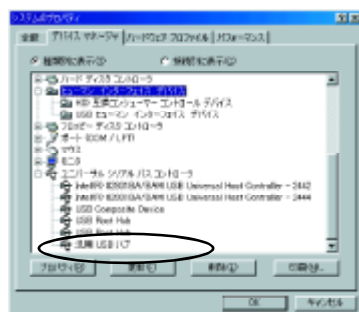 システムのプロパティ
全般 デバイス マネージャ ハードウェア プロファイル パフォーマンス
種類別に表示(T) 接続別に表示(C)
ハード ディスク コントローラ
ヒューマン インターフェイス デバイス
HID 互換コンシューマー コントロール デバイス
USB ヒューマン インターフェイス デバイス
フロッピー ディスク コントローラ
ポート (COM / LPT)
マウス
モニタ
ユニバーサル シリアル バス コントローラ
Intel(R) 82801BA/BAM USB Universal Host Controller - 2442
Intel(R) 82801BA/BAM USB Universal Host Controller - 2444
USB Composite Device
USB Root Hub
USB Root Hub
汎用 USB ハブ
プロパティ(R) 更新(F) 削除(E) 印刷(N)...
OK キャンセル